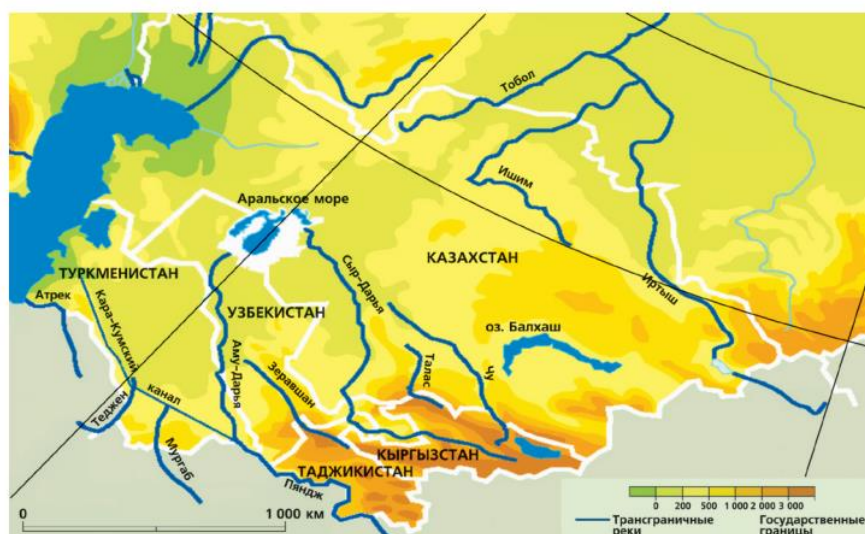 Тобол
Ишим
Аральское море
КАЗАХСТАН
Иртыш
ТУРКМЕНИСТАН
Атрек
Кара-Кумский
канал
УЗБЕКИСТАН
Сыр-Дарья
оз. Балхаш
Аму-Дарья
Зеравшан
Талас
Чу
Теджен
Мургаб
КЫРГЫЗСТАН
ТАДЖИКИСТАН
Пяндж
0 1 000 км
0 200 500 1 000 2 000 3 000
Трансграничные
реки
Государственные
границы